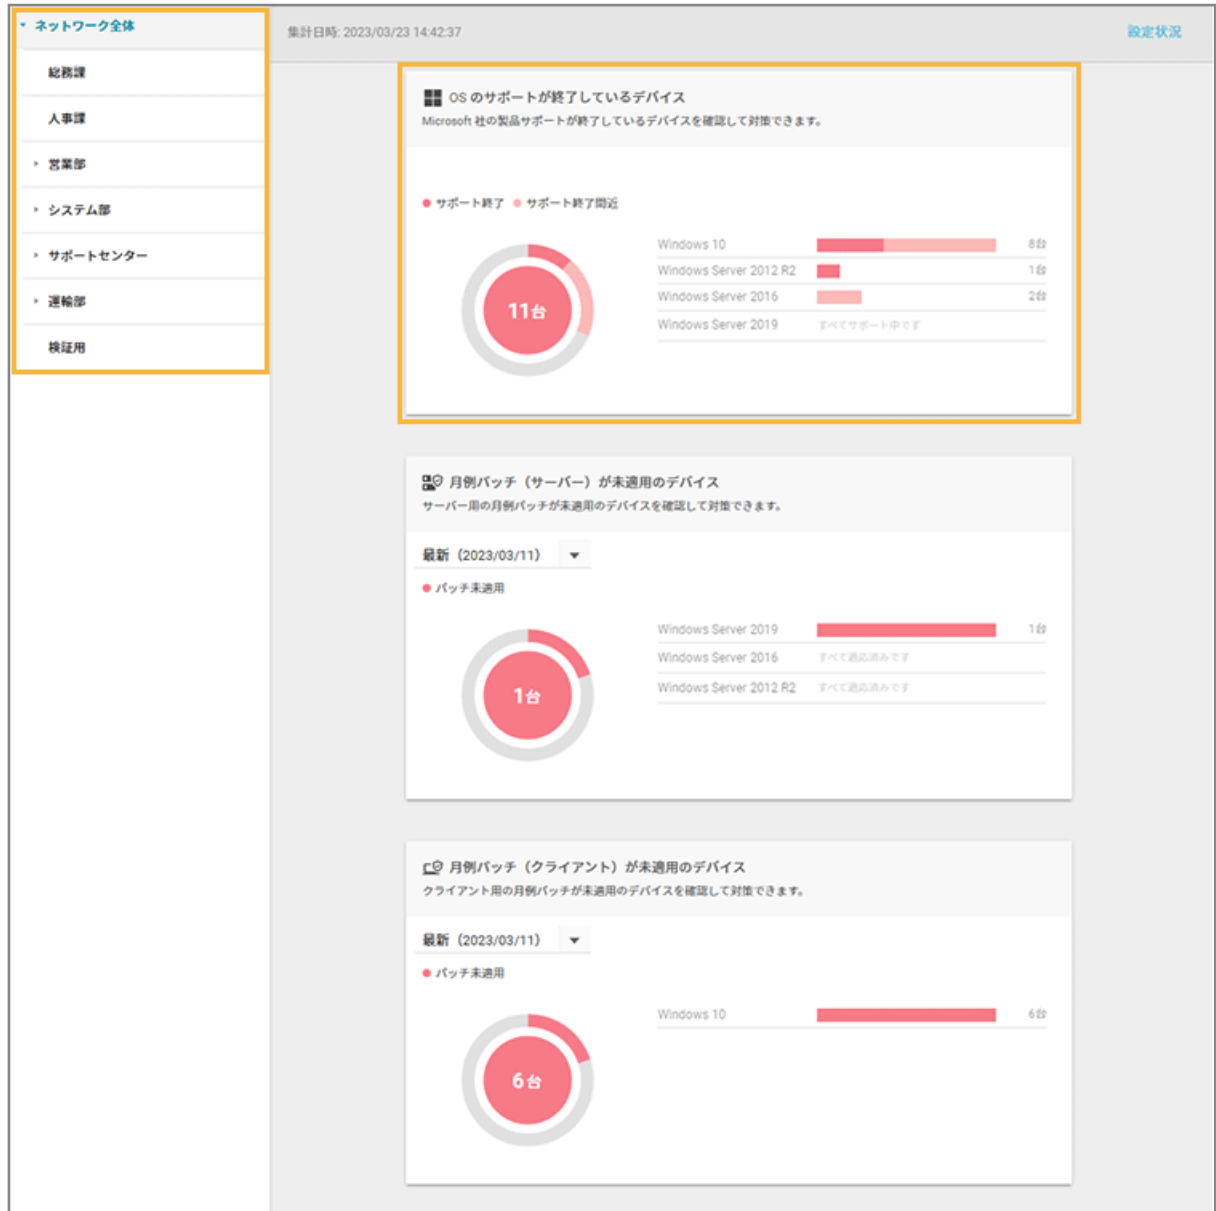 ネットワーク全体
総務課
人事課
営業部
システム部
サポートセンター
運輸部
検証用
集計日時: 2023/03/23 14:42:37
設定状況
OS のサポートが終了しているデバイス
Microsoft 社の製品サポートが終了しているデバイスを確認して対策できます。
サポート終了 サポート終了間近
11台
Windows 10 8台
Windows Server 2012 R2 1台
Windows Server 2016 2台
Windows Server 2019 すべてサポート中です
月例パッチ（サーバー）が未適用のデバイス
サーバー用の月例パッチが未適用のデバイスを確認して対策できます。
最新（2023/03/11）
パッチ未適用
1台
Windows Server 2019 1台
Windows Server 2016 すべて適応済みです
Windows Server 2012 R2 すべて適応済みです
月例パッチ（クライアント）が未適用のデバイス
クライアント用の月例パッチが未適用のデバイスを確認して対策できます。
最新（2023/03/11）
パッチ未適用
6台
Windows 10 6台